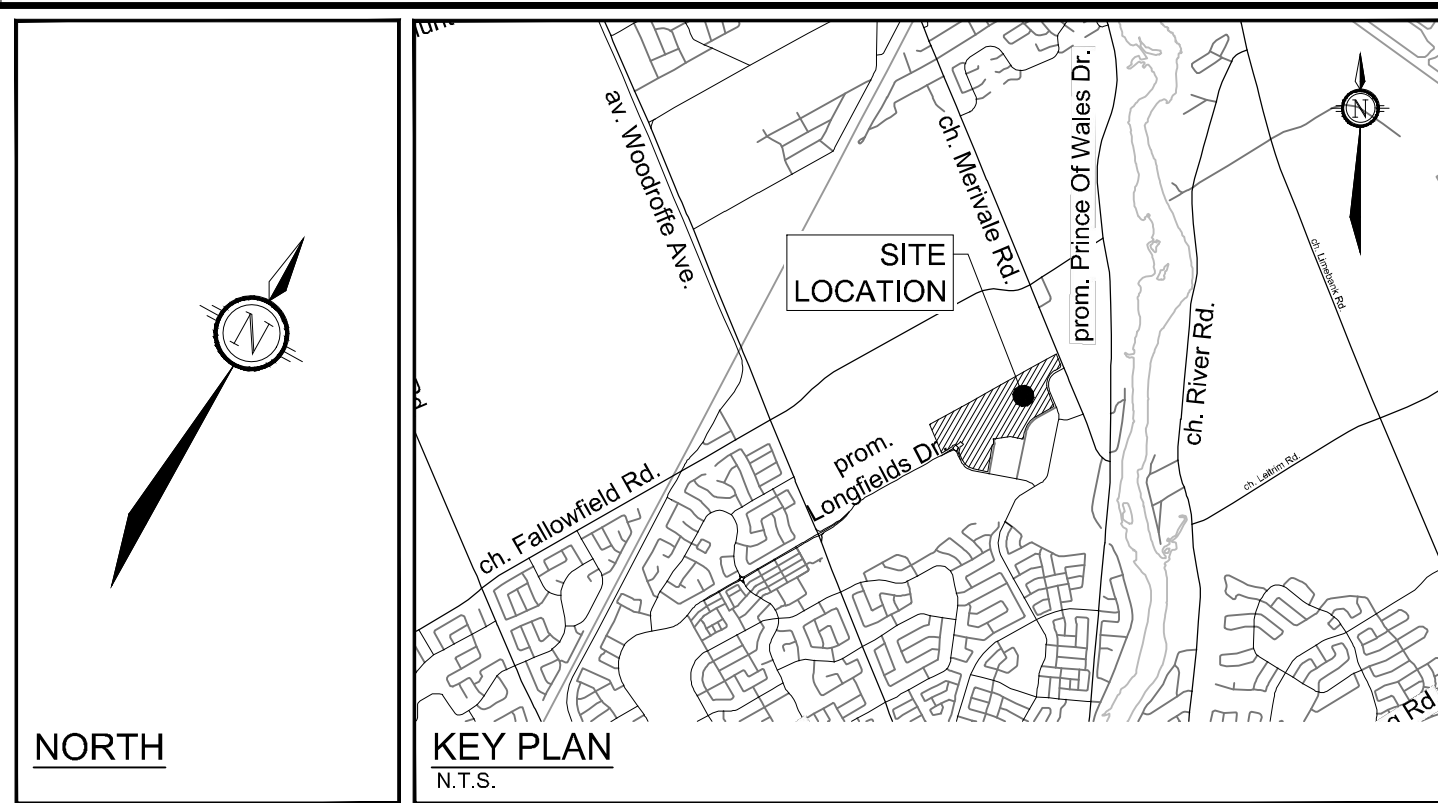 N
NORTH
av. Woodroffe Ave.
ch. Merivale Rd.
prom. Prince Of Wales Dr.
N
SITE
LOCATION
ch. Limebank Rd.
ch. River Rd.
prom.
Longfields Dr.
ch. Fallowfield Rd.
ch. Leitrim Rd.
Rd
KEY PLAN
N.T.S.